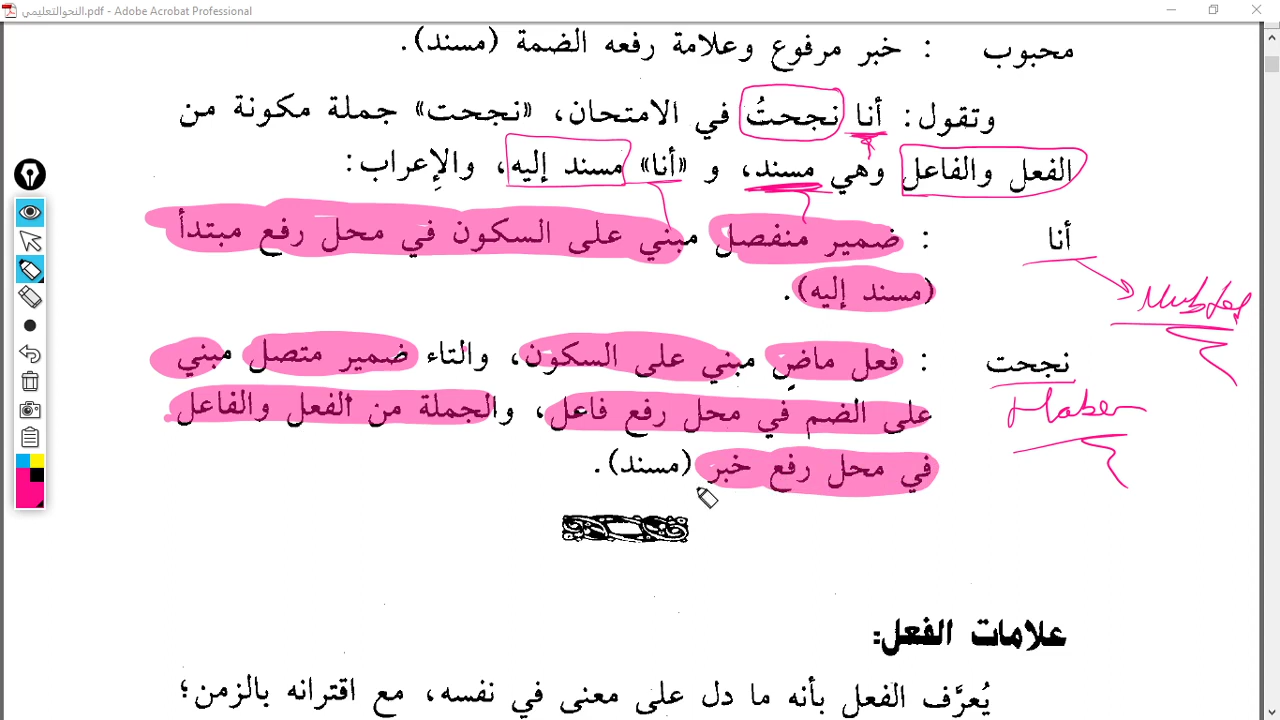 النحوالتعليمي.pdf - Adobe Acrobat Professional
محبوب : خبر مرفوع وعلامة رفعه الضمة (مسند).
وتقول: أنا نجحتُ في الامتحان، «نجحت» جملة مكونة من
الفعل والفاعل وهي مسند، و «أنا» مسند إليه، والإِعراب:
أنا : ضمير منفصل مبني على السكون في محل رفع مبتدأ
(مسند إليه).
نجحت : فعل ماضٍ مبني على السكون، والتاء ضمير متصل مبني
على الضم في محل رفع فاعل، والجملة من الفعل والفاعل
في محل رفع خبر (مسند).
Haber
علامات الفعل:
يُعرَّف الفعل بأنه ما دل على معنى في نفسه، مع اقترانه بالزمن؛